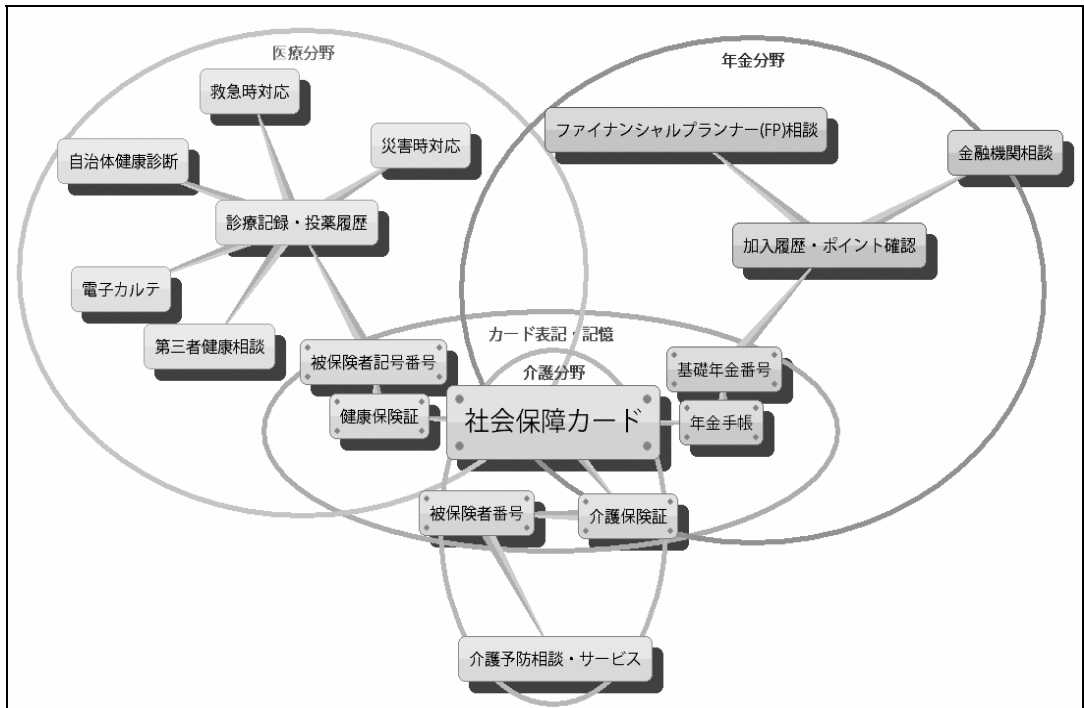 医療分野
年金分野
救急時対応
ファイナンシャルプランナー(FP)相談
災害時対応
金融機関相談
自治体健康診断
診療記録・投薬履歴
加入履歴・ポイント確認
電子カルテ
第三者健康相談
カード表記・記憶
被保険者記号番号
介護分野
基礎年金番号
健康保険証
社会保障カード
年金手帳
被保険者番号
介護保険証
介護予防相談・サービス